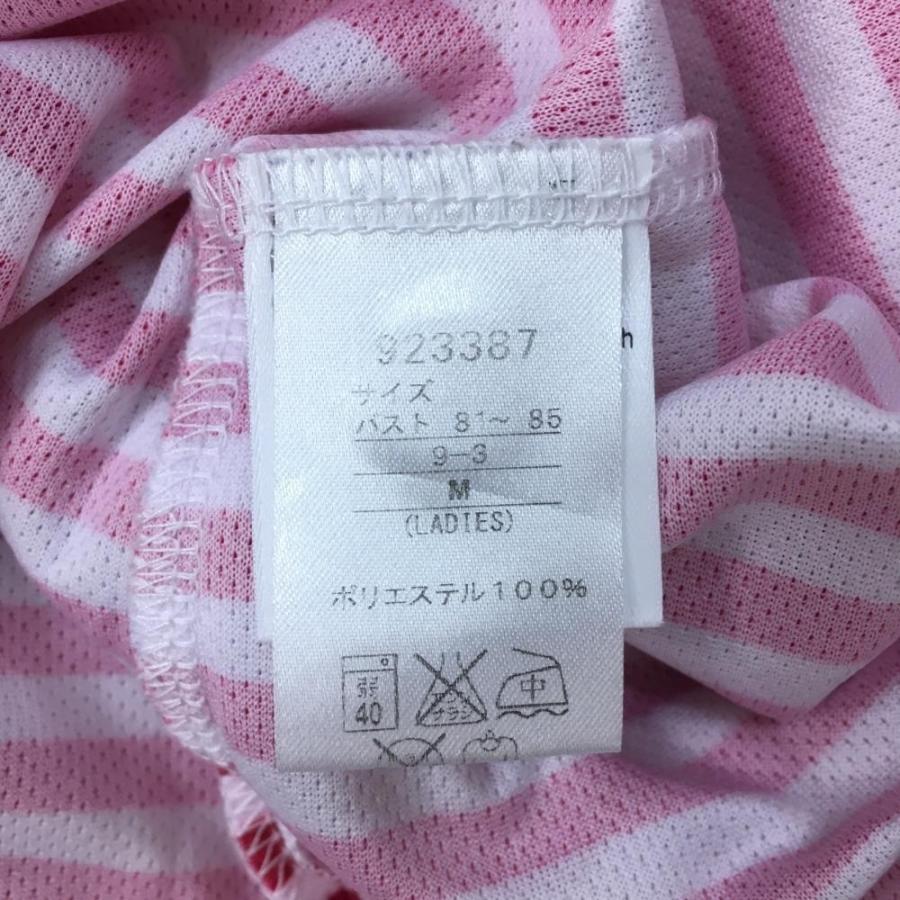 923387
h
サイズ
バスト 81～ 85
9-3
M
(LADIES)
ポリエステル100%
40
中